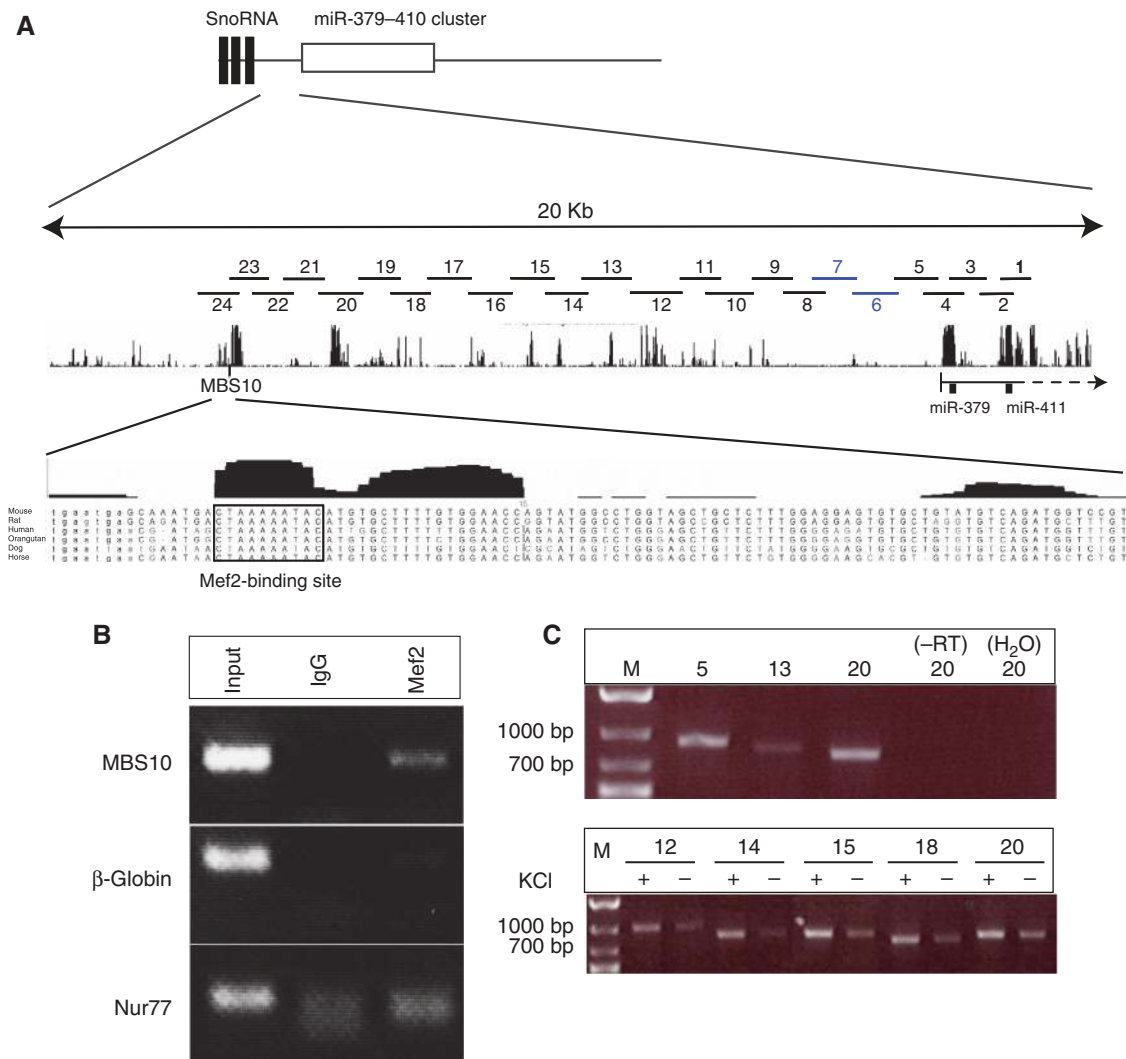 A
SnoRNA miR-379–410 cluster
20 Kb
23 21 19 17 15 13 11 9 7 5 3 1
24 22 20 18 16 14 12 10 8 6 4 2
MBS10
miR-379 miR-411
Mouse
Rat
Human
Orangutan
Dog
Horse
CTAAAAATAC
Mef2-binding site
B
Input IgG Mef2
MBS10
β-Globin
Nur77
C
(–RT) (H₂O)
M 5 13 20 20 20
1000 bp
700 bp
M 12 14 15 18 20
KCl + – + – + – + – + –
1000 bp
700 bp